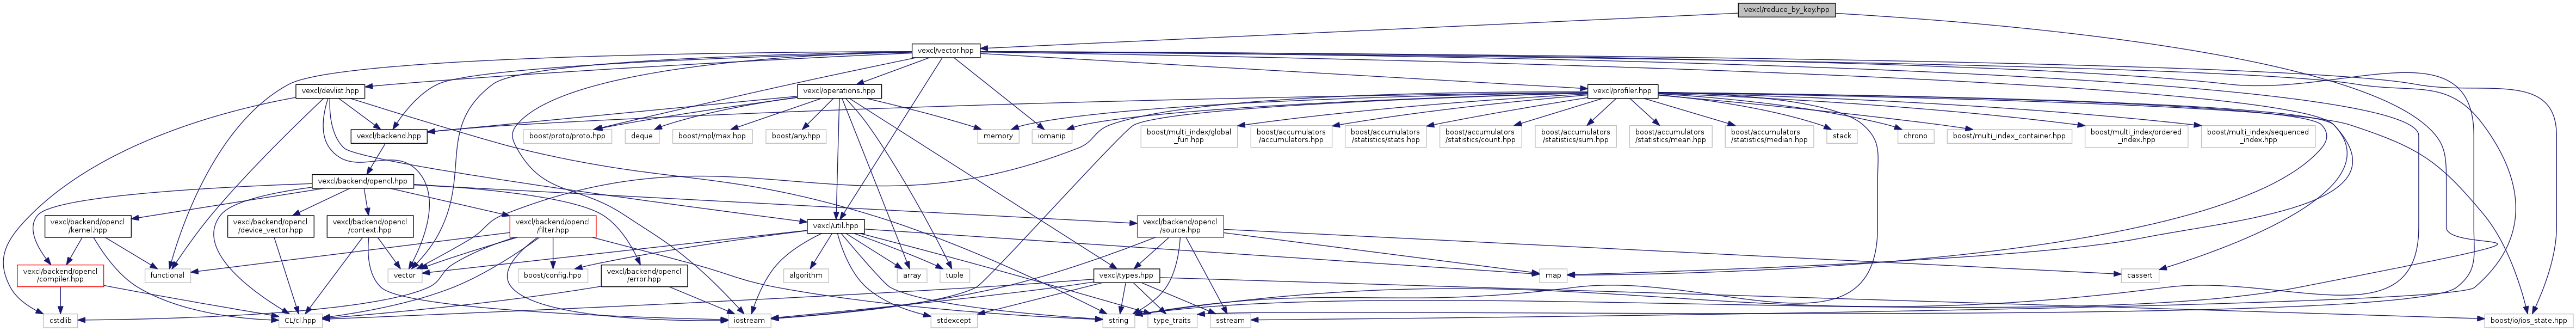 vexcl/reduce_by_key.hpp
vexcl/vector.hpp
vexcl/devlist.hpp
vexcl/operations.hpp
vexcl/profiler.hpp
vexcl/backend.hpp
boost/proto/proto.hpp
deque
boost/mpl/max.hpp
boost/any.hpp
memory
iomanip
boost/multi_index/global
_fun.hpp
boost/accumulators
/accumulators.hpp
boost/accumulators
/statistics/stats.hpp
boost/accumulators
/statistics/count.hpp
boost/accumulators
/statistics/sum.hpp
boost/accumulators
/statistics/mean.hpp
boost/accumulators
/statistics/median.hpp
stack
chrono
boost/multi_index_container.hpp
boost/multi_index/ordered
_index.hpp
boost/multi_index/sequenced
_index.hpp
vexcl/backend/opencl.hpp
vexcl/backend/opencl
/kernel.hpp
vexcl/backend/opencl
/device_vector.hpp
vexcl/backend/opencl
/context.hpp
vexcl/backend/opencl
/filter.hpp
vexcl/util.hpp
vexcl/backend/opencl
/source.hpp
vexcl/backend/opencl
/compiler.hpp
functional
vector
boost/config.hpp
vexcl/backend/opencl
/error.hpp
algorithm
array
tuple
vexcl/types.hpp
map
cassert
cstdlib
CL/cl.hpp
iostream
stdexcept
string
type_traits
sstream
boost/io/ios_state.hpp